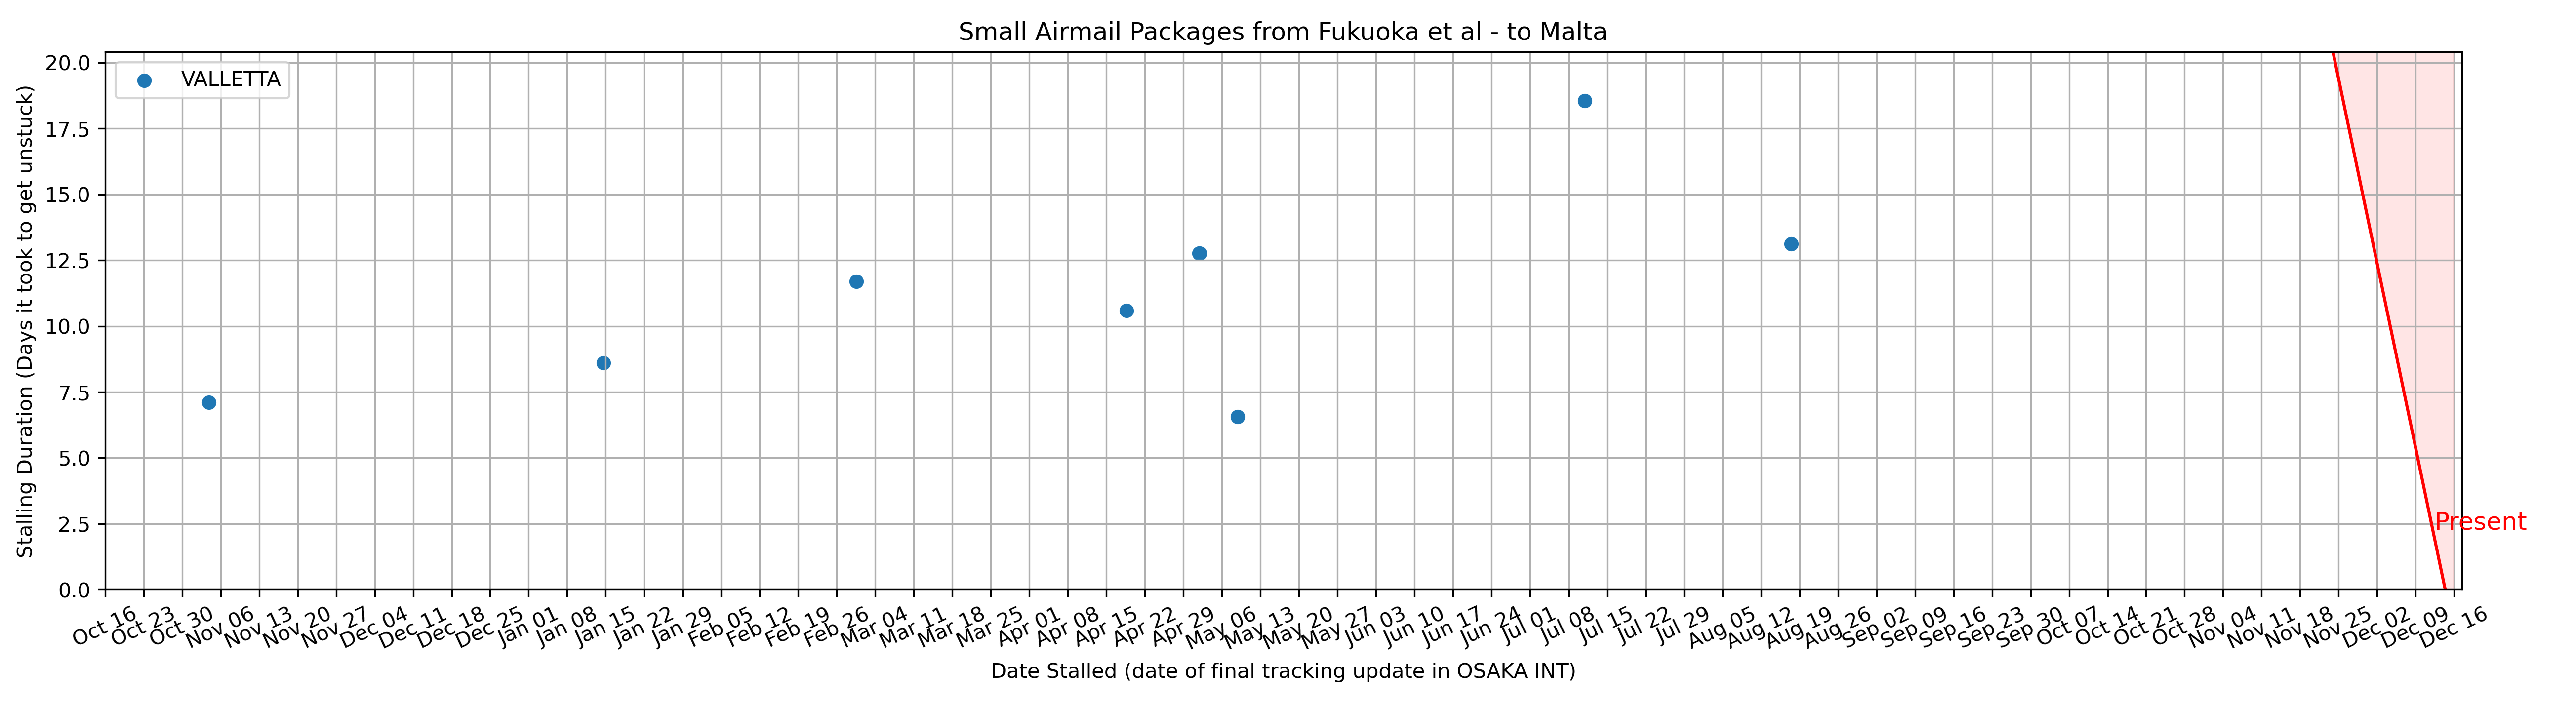 Small Airmail Packages from Fukuoka et al - to Malta
VALLETTA
Stalling Duration (Days it took to get unstuck)
20.0
17.5
15.0
12.5
10.0
7.5
5.0
2.5
0.0
Present
Oct 16 Oct 23 Oct 30 Nov 06 Nov 13 Nov 20 Nov 27 Dec 04 Dec 11 Dec 18 Dec 25 Jan 01 Jan 08 Jan 15 Jan 22 Jan 29 Feb 05 Feb 12 Feb 19 Feb 26 Mar 04 Mar 11 Mar 18 Mar 25 Apr 01 Apr 08 Apr 15 Apr 22 Apr 29 May 06 May 13 May 20 May 27 Jun 03 Jun 10 Jun 17 Jun 24 Jul 01 Jul 08 Jul 15 Jul 22 Jul 29 Aug 05 Aug 12 Aug 19 Aug 26 Sep 02 Sep 09 Sep 16 Sep 23 Sep 30 Oct 07 Oct 14 Oct 21 Oct 28 Nov 04 Nov 11 Nov 18 Nov 25 Dec 02 Dec 09 Dec 16
Date Stalled (date of final tracking update in OSAKA INT)